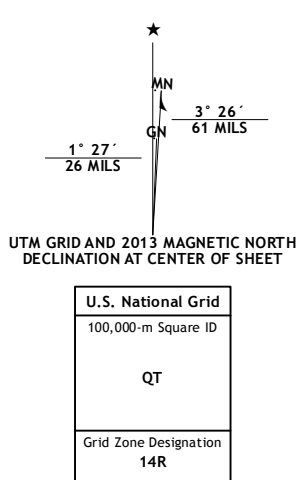 ★
MN
3° 26´
61 MILS
GN
1° 27´
26 MILS
UTM GRID AND 2013 MAGNETIC NORTH
DECLINATION AT CENTER OF SHEET
U.S. National Grid
100,000-m Square ID
QT
Grid Zone Designation
14R